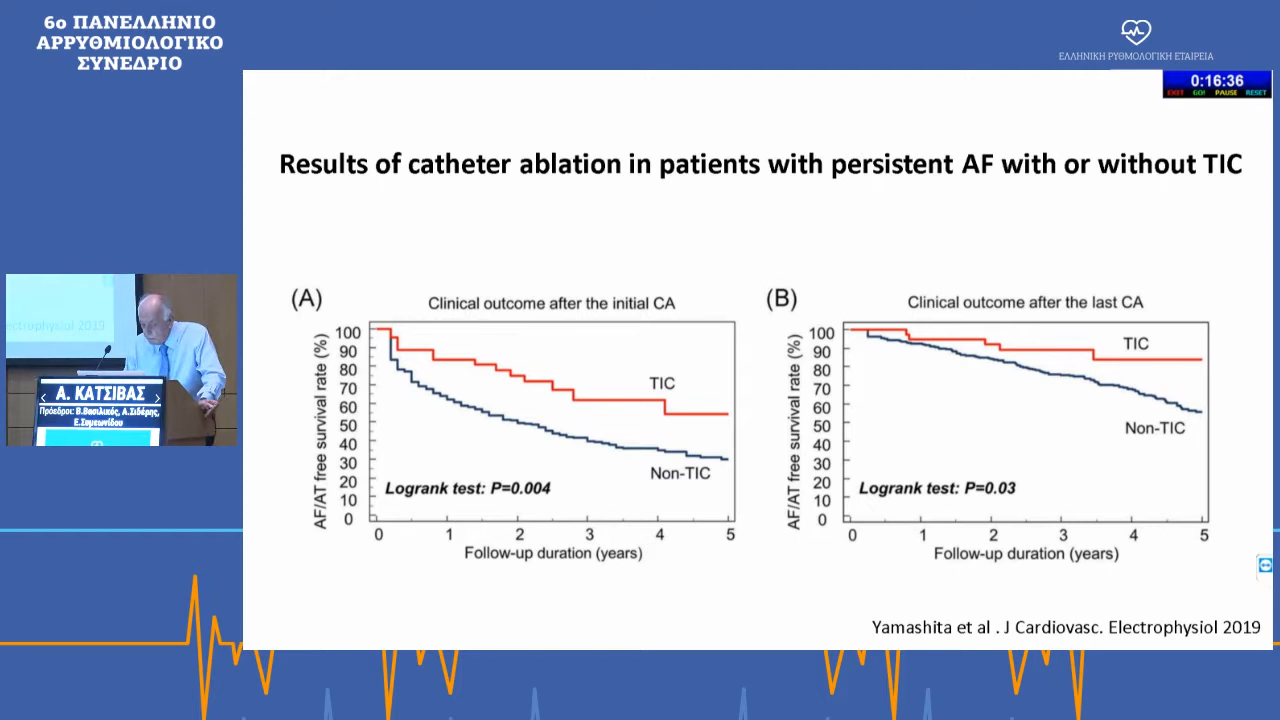 6ο ΠΑΝΕΛΛΗΝΙΟ
ΑΡΡΥΘΜΙΟΛΟΓΙΚΟ
ΣΥΝΕΔΡΙΟ
ΕΛΛΗΝΙΚΗ ΡΥΘΜΟΛΟΓΙΚΗ ΕΤΑΙΡΕΙΑ
0:16:36
EXIT GO! PAUSE RESET
Results of catheter ablation in patients with persistent AF with or without TIC
(A)
Clinical outcome after the initial CA
AF/AT free survival rate (%)
100
90
80
70
60
50
40
30
20
10
0
TIC
Non-TIC
Logrank test: P=0.004
0 1 2 3 4 5
Follow-up duration (years)
(B)
Clinical outcome after the last CA
AF/AT free survival rate (%)
100
90
80
70
60
50
40
30
20
10
0
TIC
Non-TIC
Logrank test: P=0.03
0 1 2 3 4 5
Follow-up duration (years)
Yamashita et al . J Cardiovasc. Electrophysiol 2019
ectrophysiol 2019
Α. ΚΑΤΣΙΒΑΣ
Πρόεδροι: Β.Βασιλικός, Α.Σιδέρης,
Ε.Συμεωνίδου